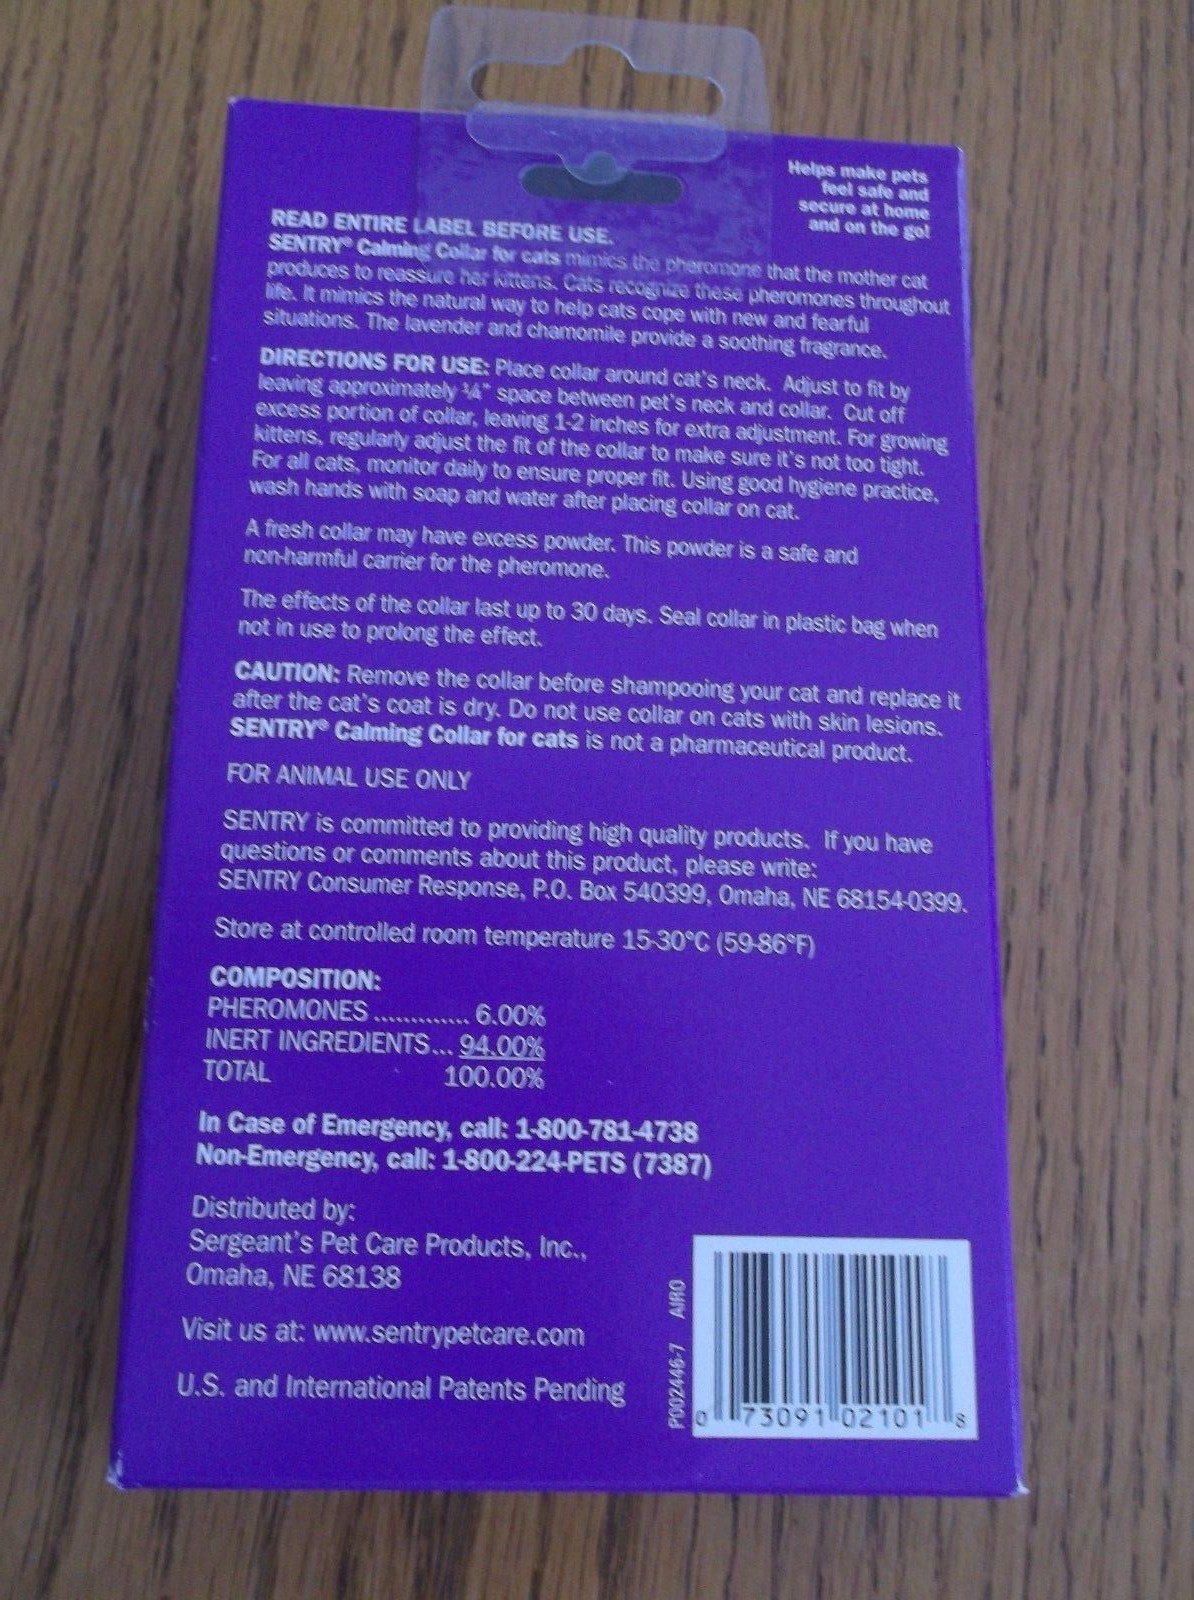 Helps make pets
feel safe and
secure at home
and on the go!
READ ENTIRE LABEL BEFORE USE.
SENTRY® Calming Collar for cats mimics the pheromone that the mother cat
produces to reassure her kittens. Cats recognize these pheromones throughout
life. It mimics the natural way to help cats cope with new and fearful
situations. The lavender and chamomile provide a soothing fragrance.
DIRECTIONS FOR USE: Place collar around cat's neck. Adjust to fit by
leaving approximately ¼" space between pet's neck and collar. Cut off
excess portion of collar, leaving 1-2 inches for extra adjustment. For growing
kittens, regularly adjust the fit of the collar to make sure it's not too tight.
For all cats, monitor daily to ensure proper fit. Using good hygiene practice,
wash hands with soap and water after placing collar on cat.
A fresh collar may have excess powder. This powder is a safe and
non-harmful carrier for the pheromone.
The effects of the collar last up to 30 days. Seal collar in plastic bag when
not in use to prolong the effect.
CAUTION: Remove the collar before shampooing your cat and replace it
after the cat's coat is dry. Do not use collar on cats with skin lesions.
SENTRY® Calming Collar for cats is not a pharmaceutical product.
FOR ANIMAL USE ONLY
SENTRY is committed to providing high quality products. If you have
questions or comments about this product, please write:
SENTRY Consumer Response, P.O. Box 540399, Omaha, NE 68154-0399.
Store at controlled room temperature 15-30°C (59-86°F)
COMPOSITION:
PHEROMONES ............. 6.00%
INERT INGREDIENTS... 94.00%
TOTAL 100.00%
In Case of Emergency, call: 1-800-781-4738
Non-Emergency, call: 1-800-224-PETS (7387)
Distributed by:
Sergeant's Pet Care Products, Inc.,
Omaha, NE 68138
Visit us at: www.sentrypetcare.com
U.S. and International Patents Pending
P002446-7 AIRO
0 73091 02101 8